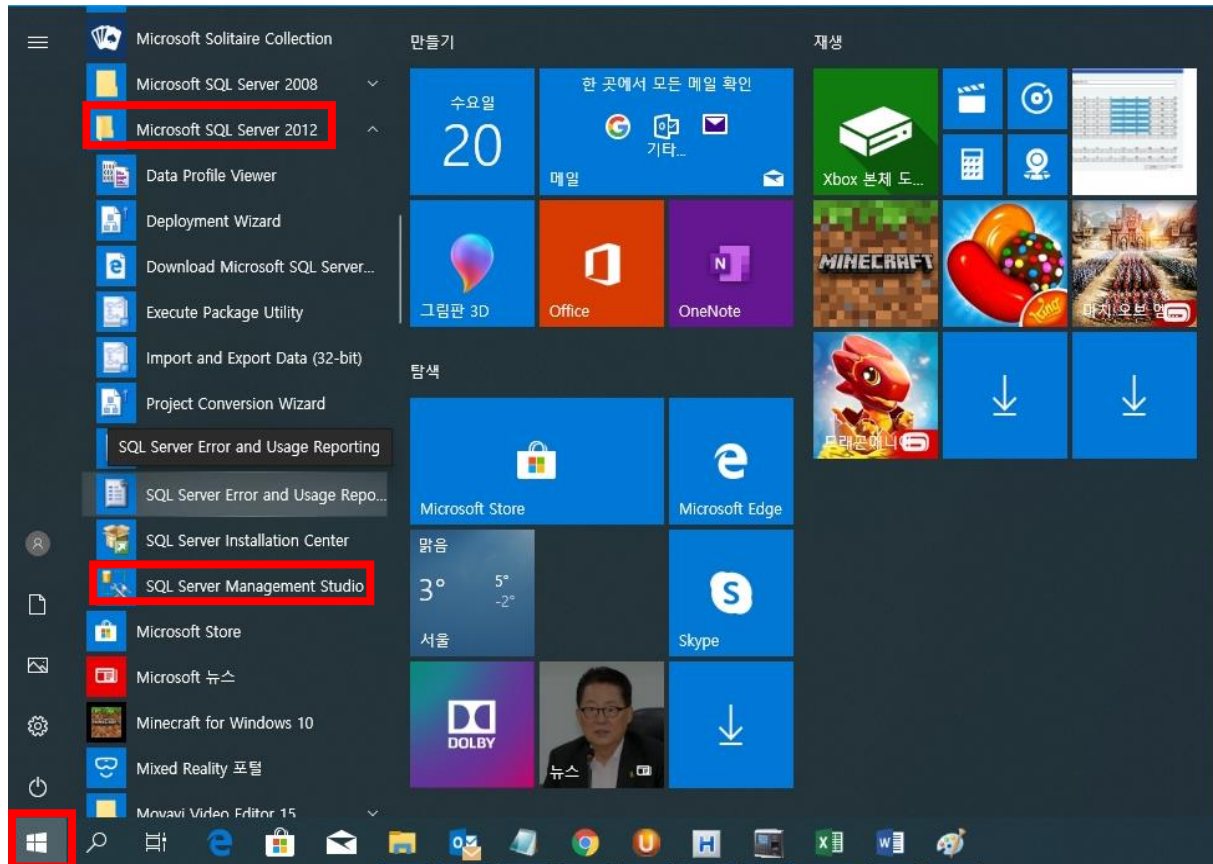 Microsoft Solitaire Collection
Microsoft SQL Server 2008
Microsoft SQL Server 2012
Data Profile Viewer
Deployment Wizard
Download Microsoft SQL Server...
Execute Package Utility
Import and Export Data (32-bit)
Project Conversion Wizard
SQL Server Error and Usage Reporting
SQL Server Error and Usage Repo...
SQL Server Installation Center
SQL Server Management Studio
Microsoft Store
Microsoft 뉴스
Minecraft for Windows 10
Mixed Reality 포털
Movavi Video Editor 15
만들기
수요일
20
한 곳에서 모든 메일 확인
기타...
메일
그림판 3D
Office
OneNote
탐색
Microsoft Store
Microsoft Edge
맑음
3°
5°
-2°
서울
Skype
DOLBY
뉴스
재생
Xbox 본체 도...
MINECRAFT
King
마치 오브 엠
드래곤매니아